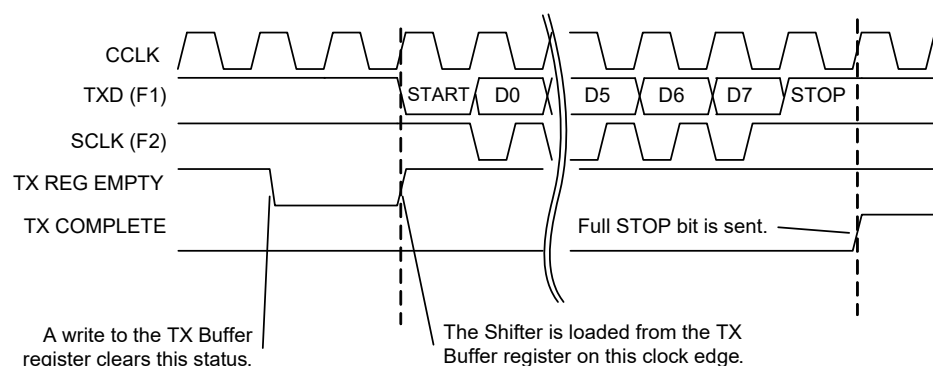 CCLK
TXD (F1)
START D0 D5 D6 D7 STOP
SCLK (F2)
TX REG EMPTY
TX COMPLETE
Full STOP bit is sent.
A write to the TX Buffer
register clears this status.
The Shifter is loaded from the TX
Buffer register on this clock edge.